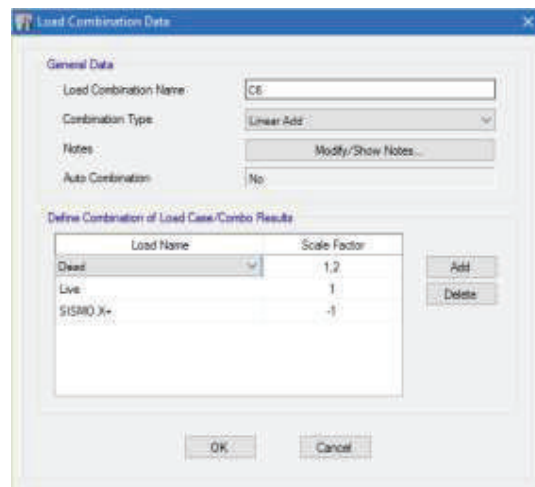 Load Combination Data
General Data
Load Combination Name
C6
Combination Type
Linear Add
Notes
Modify/Show Notes...
Auto Combination
No
Define Combination of Load Case/Combo Results
Load Name Scale Factor
Dead 1,2
Add
Live 1
Delete
SISMO X+ -1
OK Cancel